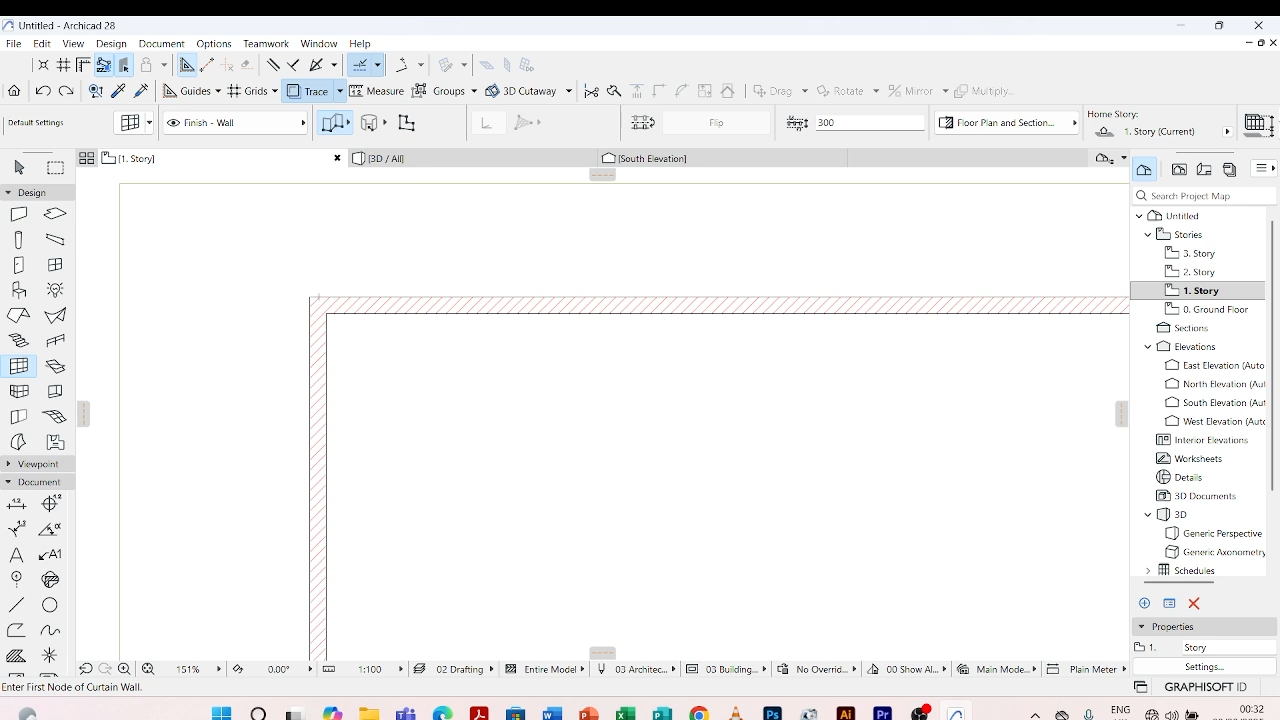 Untitled - Archicad 28
File Edit View Design Document Options Teamwork Window Help
Guides Grids Trace Measure Groups 3D Cutaway Drag Rotate Mirror Multiply...
Default Settings
Finish - Wall
Flip
300
Floor Plan and Section...
Home Story:
1. Story (Current)
[1. Story]
[3D / All]
[South Elevation]
Design
Viewpoint
Document
A
A1
Search Project Map
Untitled
Stories
3. Story
2. Story
1. Story
0. Ground Floor
Sections
Elevations
East Elevation (Auto
North Elevation (Aut
South Elevation (Aut
West Elevation (Auto
Interior Elevations
Worksheets
Details
3D Documents
3D
Generic Perspective
Generic Axonometry
Schedules
Properties
1. Story
Settings...
151% 0.00° 1:100 02 Drafting Entire Model 03 Architec... 03 Building... No Overrid... 00 Show Al... Main Mode... Plain Meter
Enter First Node of Curtain Wall.
GRAPHISOFT ID
ENG
00:32